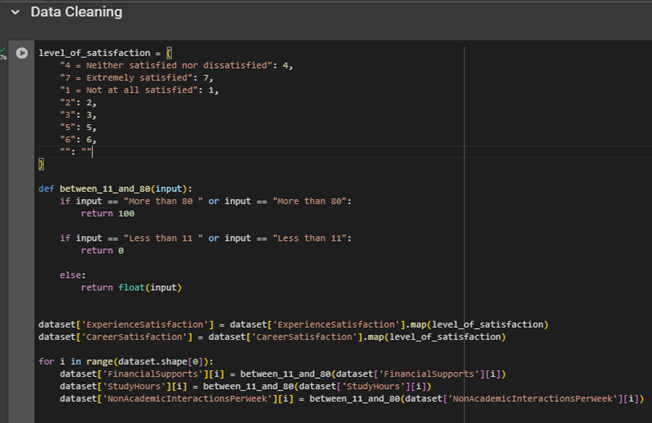 Data Cleaning
7s
level_of_satisfaction = {
"4 = Neither satisfied nor dissatisfied": 4,
"7 = Extremely satisfied": 7,
"1 = Not at all satisfied": 1,
"2": 2,
"3": 3,
"5": 5,
"6": 6,
"": ""
}
def between_11_and_80(input):
if input == "More than 80 " or input == "More than 80":
return 100
if input == "Less than 11 " or input == "Less than 11":
return 0
else:
return float(input)
dataset['ExperienceSatisfaction'] = dataset['ExperienceSatisfaction'].map(level_of_satisfaction)
dataset['CareerSatisfaction'] = dataset['CareerSatisfaction'].map(level_of_satisfaction)
for i in range(dataset.shape[0]):
dataset['FinancialSupports'][i] = between_11_and_80(dataset['FinancialSupports'][i])
dataset['StudyHours'][i] = between_11_and_80(dataset['StudyHours'][i])
dataset['NonAcademicInteractionsPerWeek'][i] = between_11_and_80(dataset['NonAcademicInteractionsPerWeek'][i])